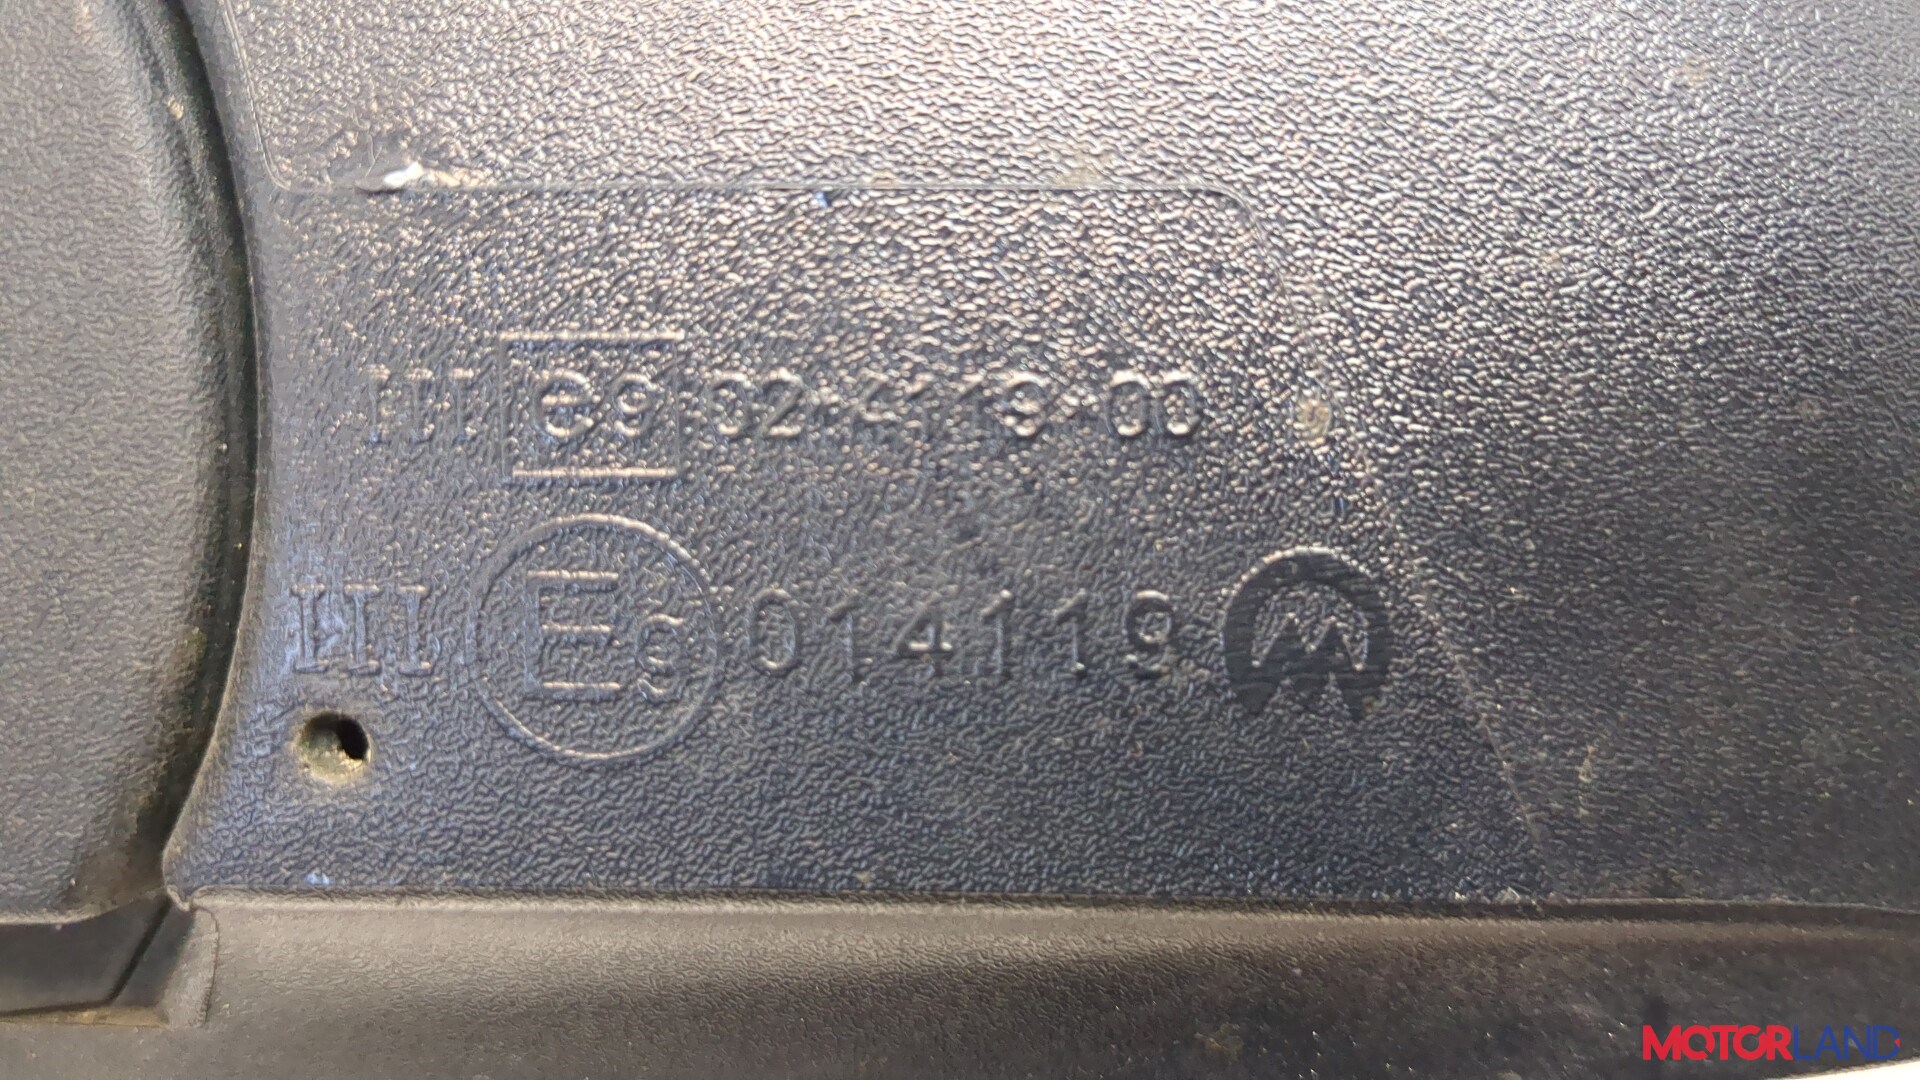 III e9 02*4119*00
III E9 014119
MOTORLAND